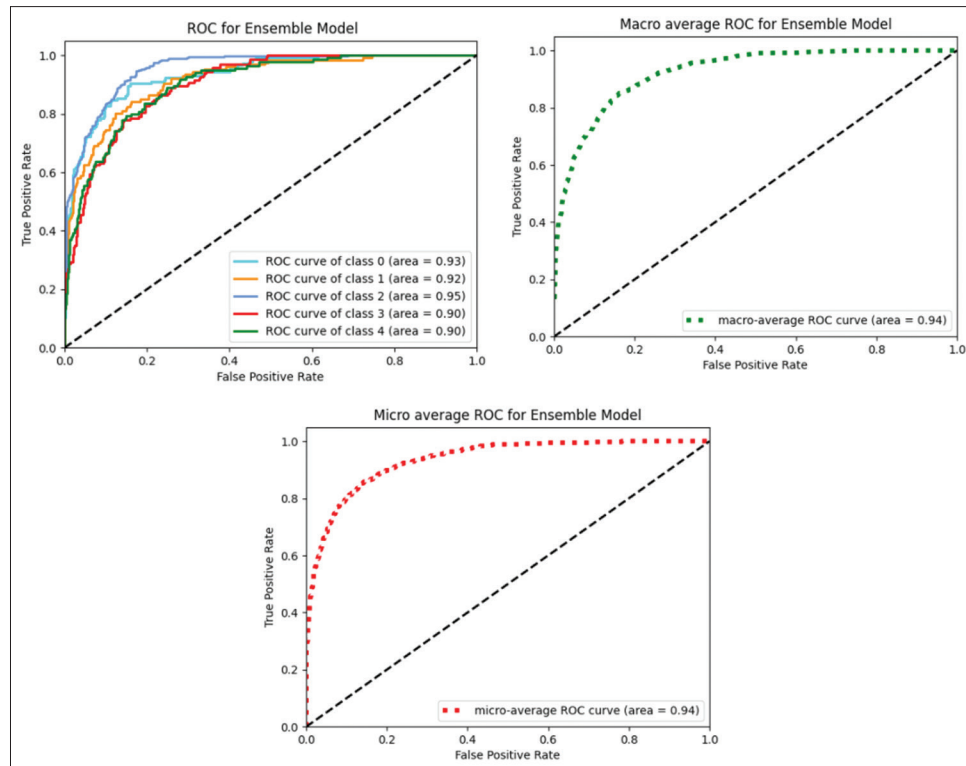 ROC for Ensemble Model
1.0
0.8
0.6
0.4
0.2
0.0
True Positive Rate
ROC curve of class 0 (area = 0.93)
ROC curve of class 1 (area = 0.92)
ROC curve of class 2 (area = 0.95)
ROC curve of class 3 (area = 0.90)
ROC curve of class 4 (area = 0.90)
0.0 0.2 0.4 0.6 0.8 1.0
False Positive Rate
Macro average ROC for Ensemble Model
1.0
0.8
0.6
0.4
0.2
0.0
True Positive Rate
macro-average ROC curve (area = 0.94)
0.0 0.2 0.4 0.6 0.8 1.0
False Positive Rate
Micro average ROC for Ensemble Model
1.0
0.8
0.6
0.4
0.2
0.0
True Positive Rate
micro-average ROC curve (area = 0.94)
0.0 0.2 0.4 0.6 0.8 1.0
False Positive Rate